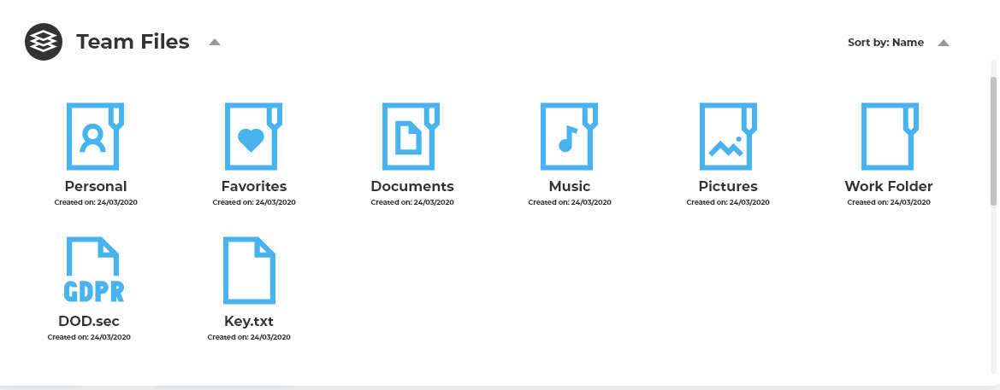 Team Files
Sort by: Name
Personal
Created on: 24/03/2020
Favorites
Created on: 24/03/2020
Documents
Created on: 24/03/2020
Music
Created on: 24/03/2020
Pictures
Created on: 24/03/2020
Work Folder
Created on: 24/03/2020
GDPR
DOD.sec
Created on: 24/03/2020
Key.txt
Created on: 24/03/2020